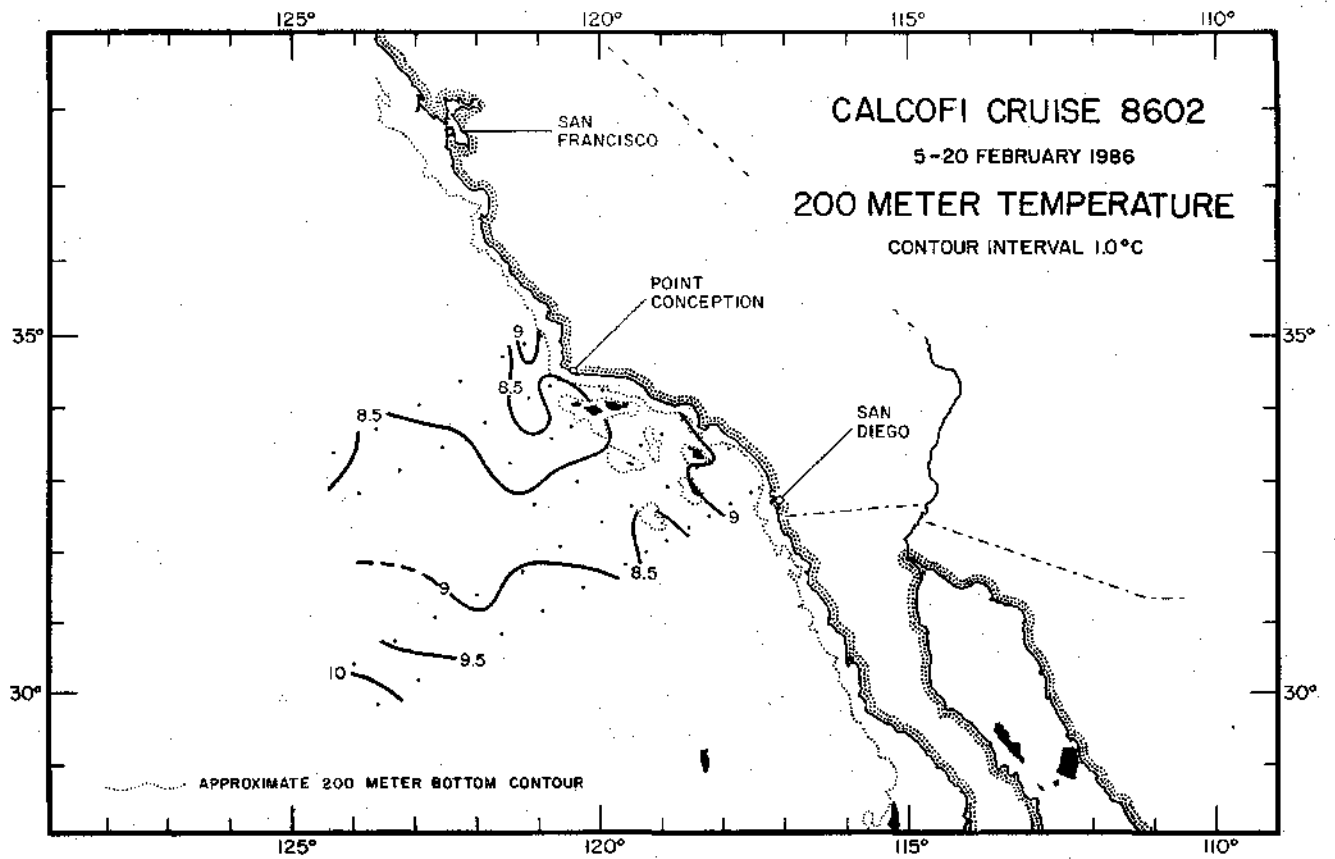 125°
120°
115°
110°
CALCOFI CRUISE 8602
5-20 FEBRUARY 1986
200 METER TEMPERATURE
CONTOUR INTERVAL 1.0°C
SAN
FRANCISCO
POINT
CONCEPTION
35°
35°
9
8.5
8.5
SAN
DIEGO
9
8.5
9
9.5
10
30°
30°
APPROXIMATE 200 METER BOTTOM CONTOUR
125°
120°
115°
110°